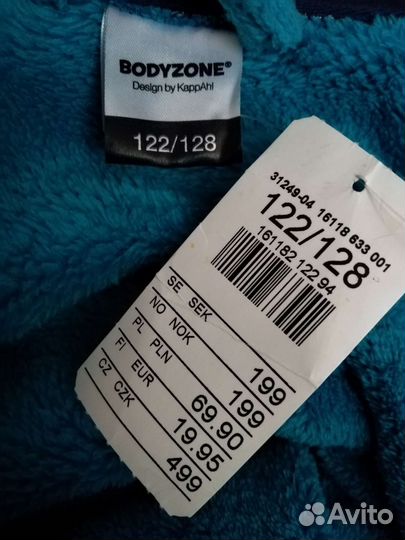 BODYZONE®
Design by KappAhl
122/128
31249-04 16118 633 001
122/128
161182 122 94
SE SEK 199
NO NOK 199
PL PLN 69.90
FI EUR 19.95
CZ CZK 499
Avito